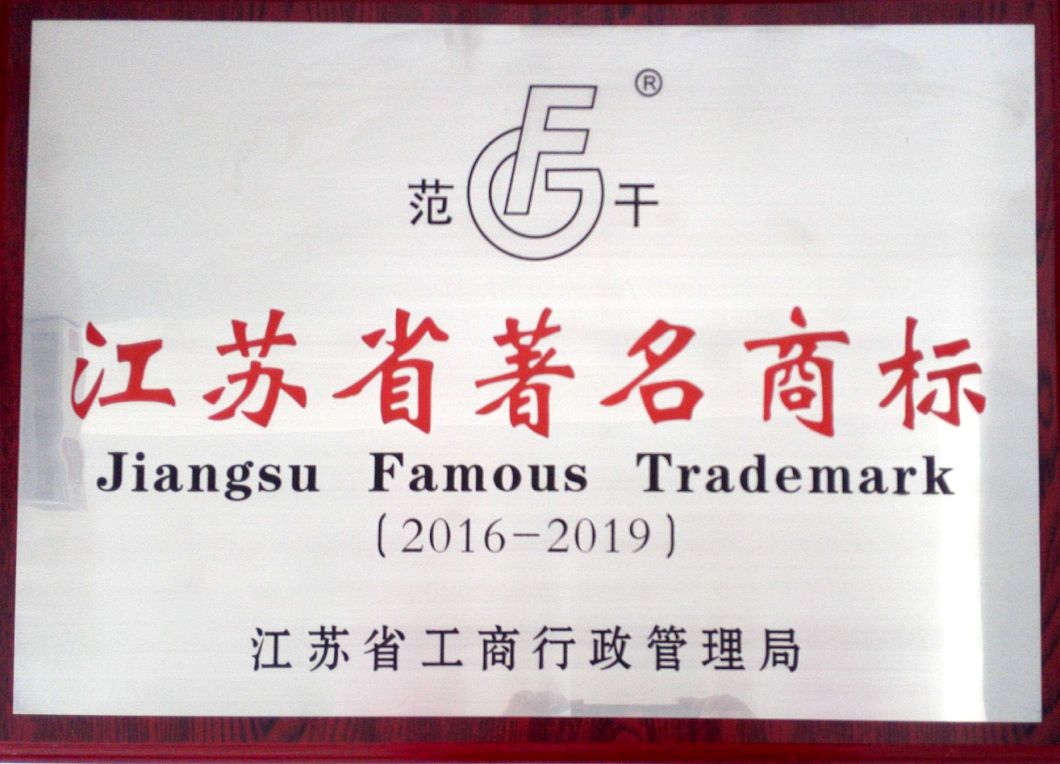 ®
范 FG 干
江苏省著名商标
Jiangsu Famous Trademark
(2016-2019)
江苏省工商行政管理局